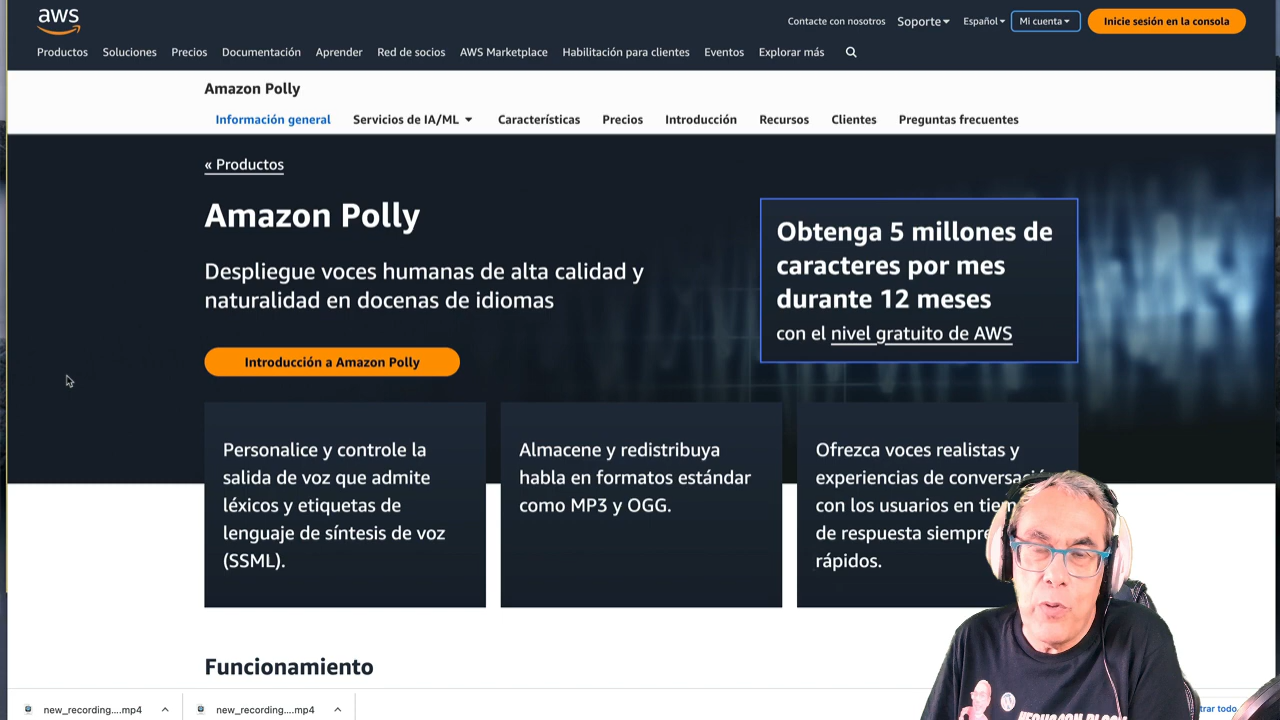 aws
Contacte con nosotros Soporte Español Mi cuenta Inicie sesión en la consola
Productos Soluciones Precios Documentación Aprender Red de socios AWS Marketplace Habilitación para clientes Eventos Explorar más
Amazon Polly
Información general Servicios de IA/ML Características Precios Introducción Recursos Clientes Preguntas frecuentes
« Productos
Amazon Polly
Despliegue voces humanas de alta calidad y
naturalidad en docenas de idiomas
Introducción a Amazon Polly
Obtenga 5 millones de
caracteres por mes
durante 12 meses
con el nivel gratuito de AWS
Personalice y controle la
salida de voz que admite
léxicos y etiquetas de
lenguaje de síntesis de voz
(SSML).
Almacene y redistribuya
habla en formatos estándar
como MP3 y OGG.
Ofrezca voces realistas y
experiencias de conversació
con los usuarios en
de respuesta siempre
rápidos.
Funcionamiento
new_recording....mp4 new_recording....mp4 trar todo